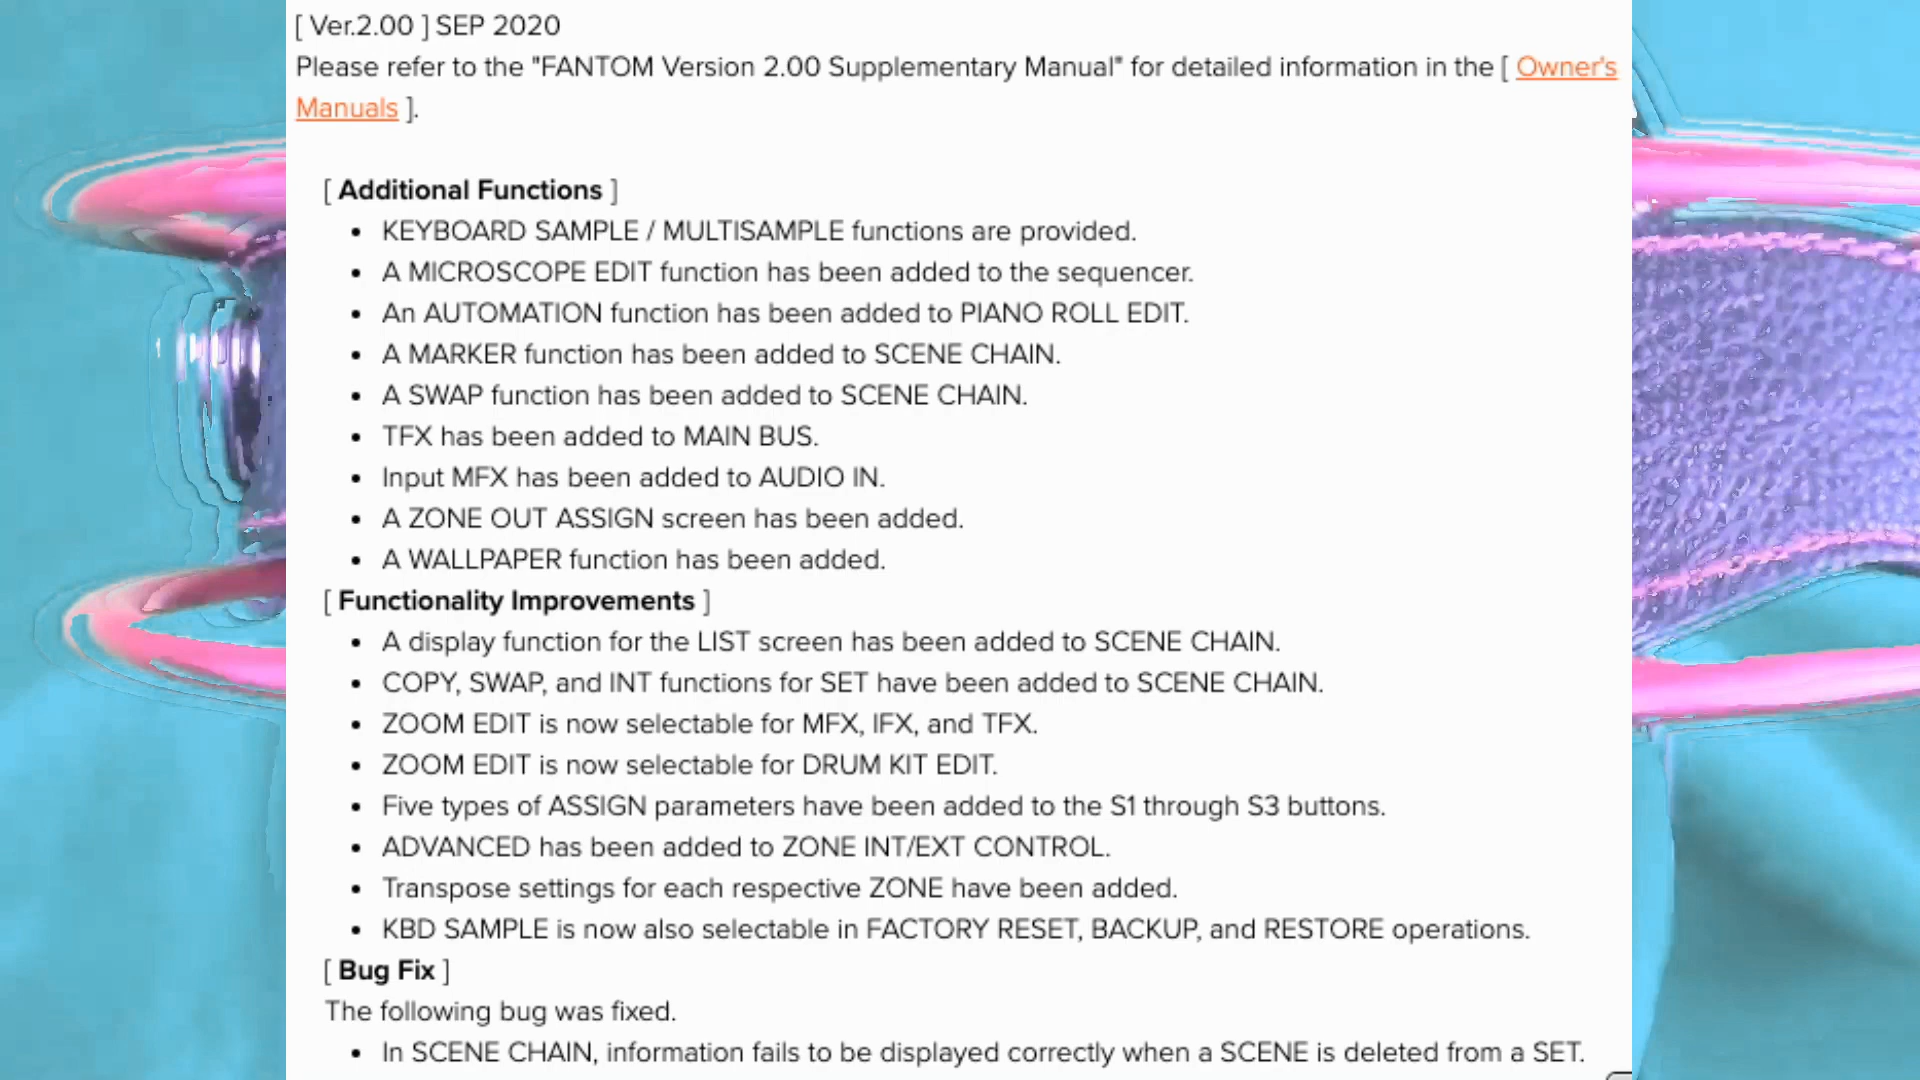 [ Ver.2.00 ] SEP 2020
Please refer to the "FANTOM Version 2.00 Supplementary Manual" for detailed information in the [ Owner's
Manuals ].
[ Additional Functions ]
• KEYBOARD SAMPLE / MULTISAMPLE functions are provided.
• A MICROSCOPE EDIT function has been added to the sequencer.
• An AUTOMATION function has been added to PIANO ROLL EDIT.
• A MARKER function has been added to SCENE CHAIN.
• A SWAP function has been added to SCENE CHAIN.
• TFX has been added to MAIN BUS.
• Input MFX has been added to AUDIO IN.
• A ZONE OUT ASSIGN screen has been added.
• A WALLPAPER function has been added.
[ Functionality Improvements ]
• A display function for the LIST screen has been added to SCENE CHAIN.
• COPY, SWAP, and INT functions for SET have been added to SCENE CHAIN.
• ZOOM EDIT is now selectable for MFX, IFX, and TFX.
• ZOOM EDIT is now selectable for DRUM KIT EDIT.
• Five types of ASSIGN parameters have been added to the S1 through S3 buttons.
• ADVANCED has been added to ZONE INT/EXT CONTROL.
• Transpose settings for each respective ZONE have been added.
• KBD SAMPLE is now also selectable in FACTORY RESET, BACKUP, and RESTORE operations.
[ Bug Fix ]
The following bug was fixed.
• In SCENE CHAIN, information fails to be displayed correctly when a SCENE is deleted from a SET.